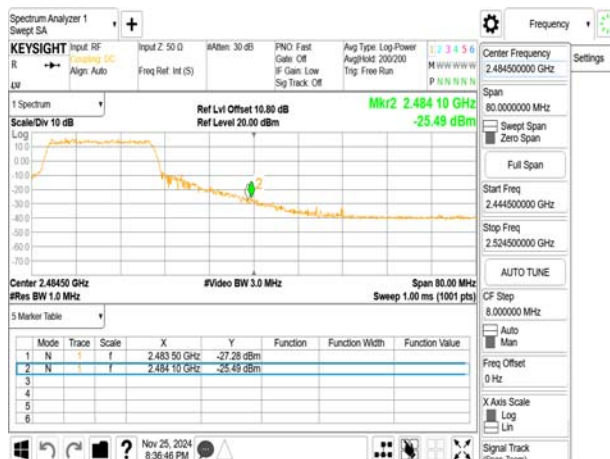 Spectrum Analyzer 1
Swept SA
+
Frequency
KEYSIGHT
Input: RF
Coupling: DC
Align: Auto
Input Z: 50 Ω
Freq Ref: Int (S)
#Atten: 30 dB
PNO: Fast
Gate: Off
IF Gain: Low
Sig Track: Off
Avg Type: Log-Power
Avg|Hold: 200/200
Trig: Free Run
1 2 3 4 5 6
M W W W W W
P N N N N N
R
Center Frequency
2.484500000 GHz
Settings
Span
80.0000000 MHz
Swept Span
Zero Span
Full Span
Start Freq
2.444500000 GHz
Stop Freq
2.524500000 GHz
AUTO TUNE
CF Step
8.000000 MHz
Auto
Man
Freq Offset
0 Hz
X Axis Scale
Log
Lin
Signal Track
1 Spectrum
Scale/Div 10 dB
Ref Lvl Offset 10.80 dB
Ref Level 20.00 dBm
Mkr2 2.484 10 GHz
-25.49 dBm
Log
10.0
0.00
-10.0
-20.0
-30.0
-40.0
-50.0
-60.0
-70.0
2
Center 2.48450 GHz
#Res BW 1.0 MHz
#Video BW 3.0 MHz
Span 80.00 MHz
Sweep 1.00 ms (1001 pts)
5 Marker Table
Mode Trace Scale X Y Function Function Width Function Value
1 N 1 f 2.483 50 GHz -27.28 dBm
2 N 1 f 2.484 10 GHz -25.49 dBm
3
4
5
6
?
Nov 25, 2024
8:36:46 PM